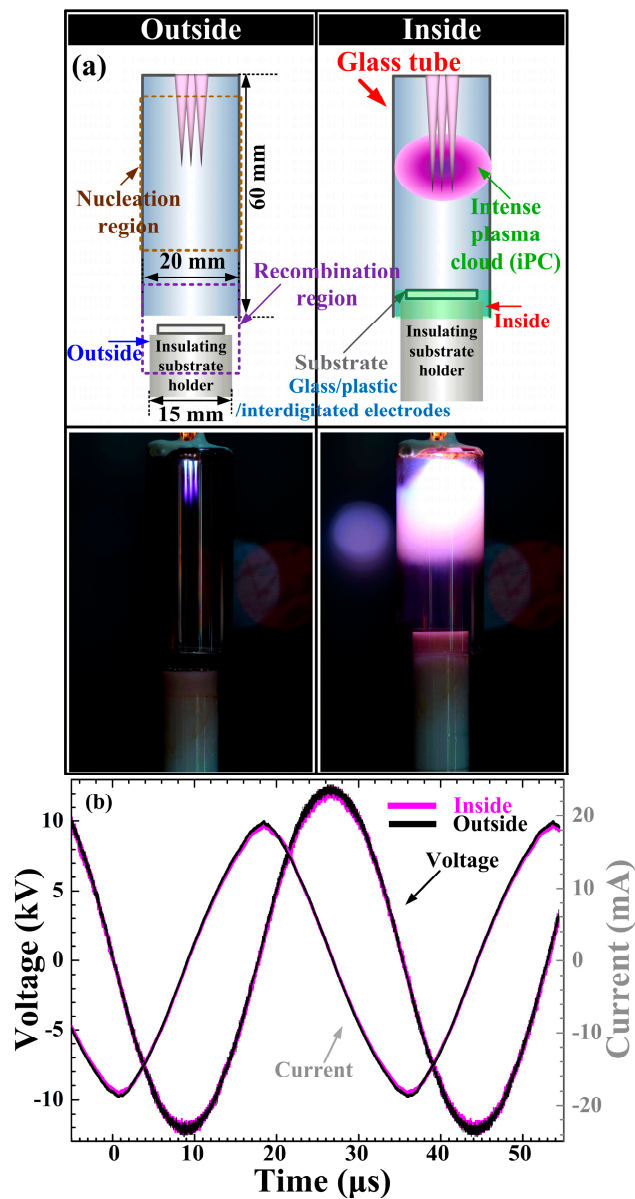 Outside
Inside
(a)
Glass tube
Nucleation
region
60 mm
20 mm
Recombination
region
Outside
Insulating
substrate
holder
15 mm
Intense
plasma
cloud (iPC)
Inside
Insulating
substrate
holder
Substrate
Glass/plastic
/interdigitated electrodes
(b)
Inside
Outside
Voltage
Current
Voltage (kV)
10
5
0
-5
-10
Current (mA)
20
10
0
-10
-20
0 10 20 30 40 50
Time (μs)